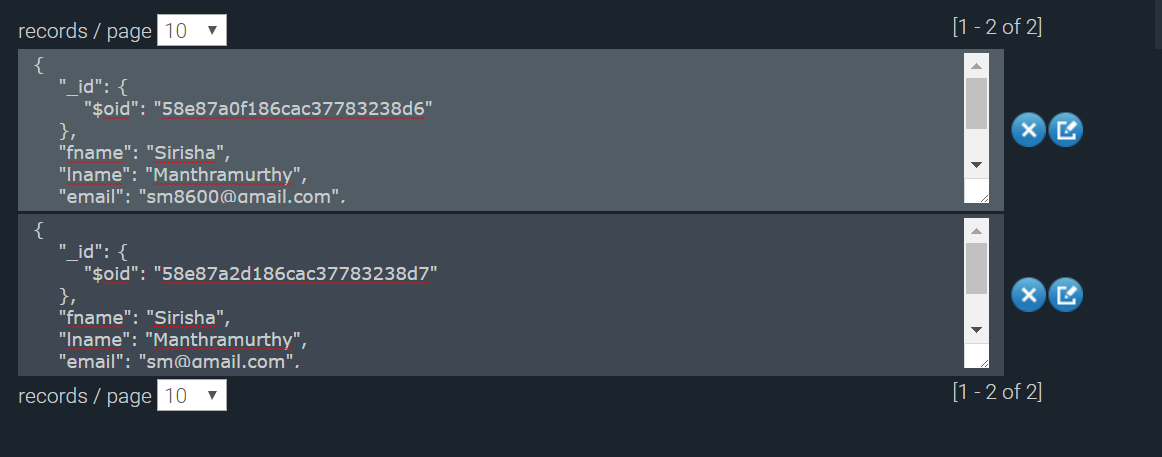 records / page 10 [1 - 2 of 2]
{
"_id": {
"$oid": "58e87a0f186cac37783238d6"
},
"fname": "Sirisha",
"lname": "Manthramurthy",
"email": "sm8600@gmail.com",
{
"_id": {
"$oid": "58e87a2d186cac37783238d7"
},
"fname": "Sirisha",
"lname": "Manthramurthy",
"email": "sm@gmail.com",
records / page 10 [1 - 2 of 2]